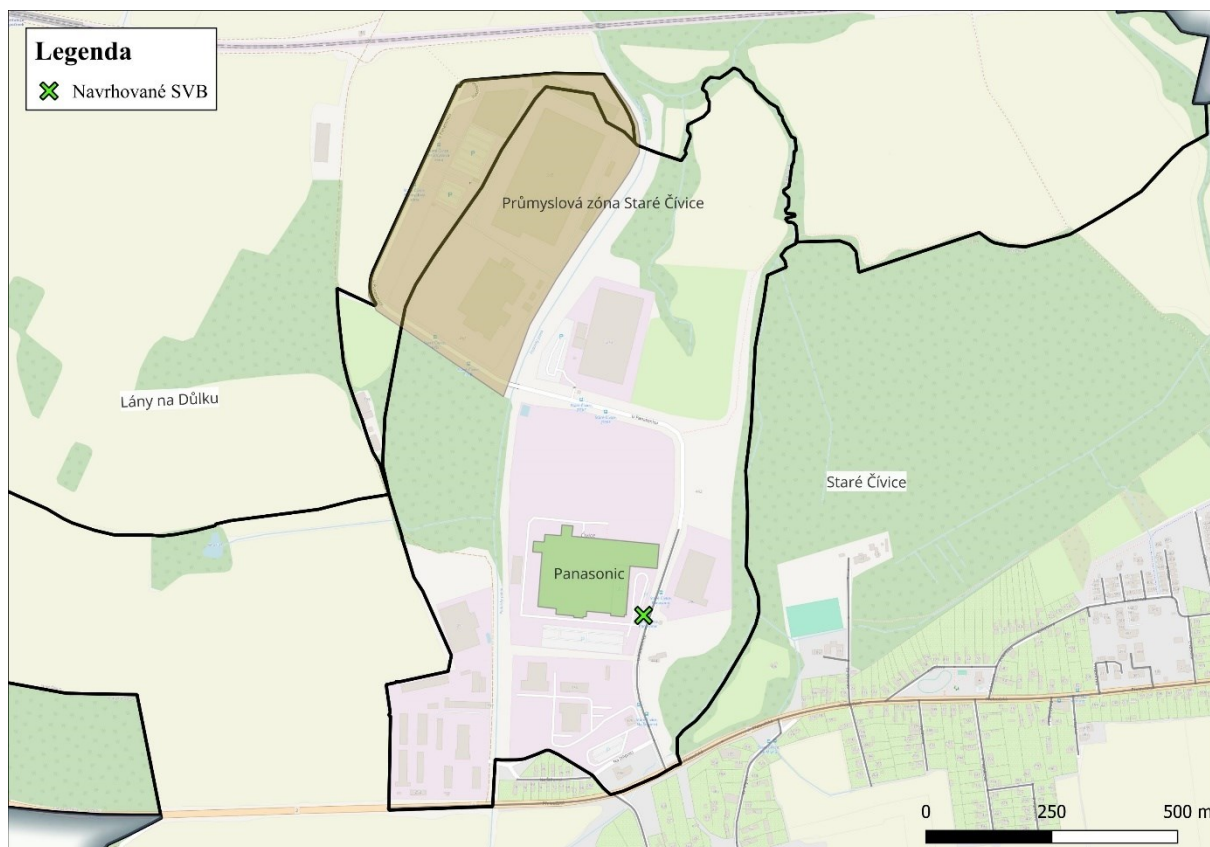 Legenda
Navrhované SVB
Průmyslová zóna Staré Čívice
Lány na Důlku
Staré Čívice
Panasonic
0 250 500 m